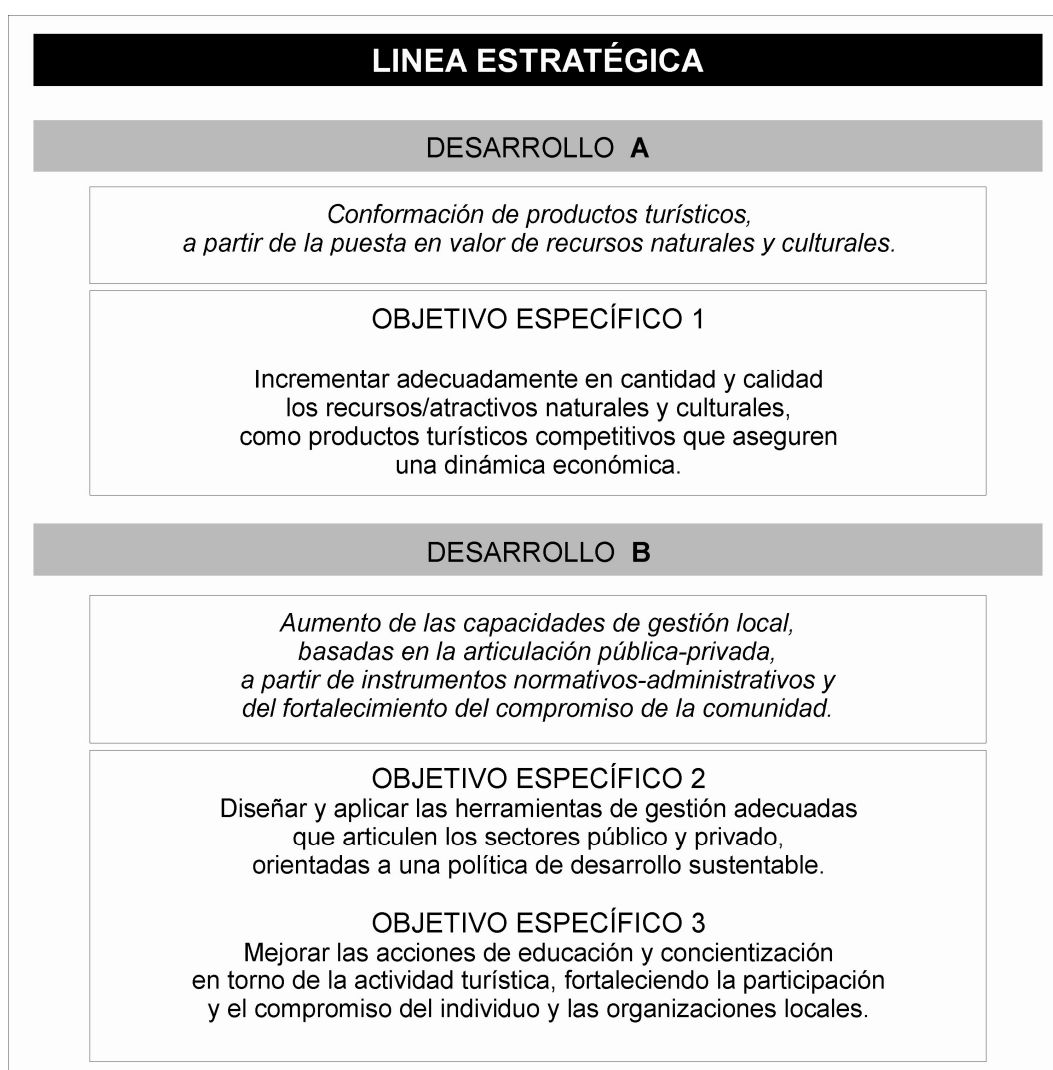 LINEA ESTRATÉGICA
DESARROLLO A
Conformación de productos turísticos,
a partir de la puesta en valor de recursos naturales y culturales.
OBJETIVO ESPECÍFICO 1
Incrementar adecuadamente en cantidad y calidad
los recursos/atractivos naturales y culturales,
como productos turísticos competitivos que aseguren
una dinámica económica.
DESARROLLO B
Aumento de las capacidades de gestión local,
basadas en la articulación pública-privada,
a partir de instrumentos normativos-administrativos y
del fortalecimiento del compromiso de la comunidad.
OBJETIVO ESPECÍFICO 2
Diseñar y aplicar las herramientas de gestión adecuadas
que articulen los sectores público y privado,
orientadas a una política de desarrollo sustentable.
OBJETIVO ESPECÍFICO 3
Mejorar las acciones de educación y concientización
en torno de la actividad turística, fortaleciendo la participación
y el compromiso del individuo y las organizaciones locales.